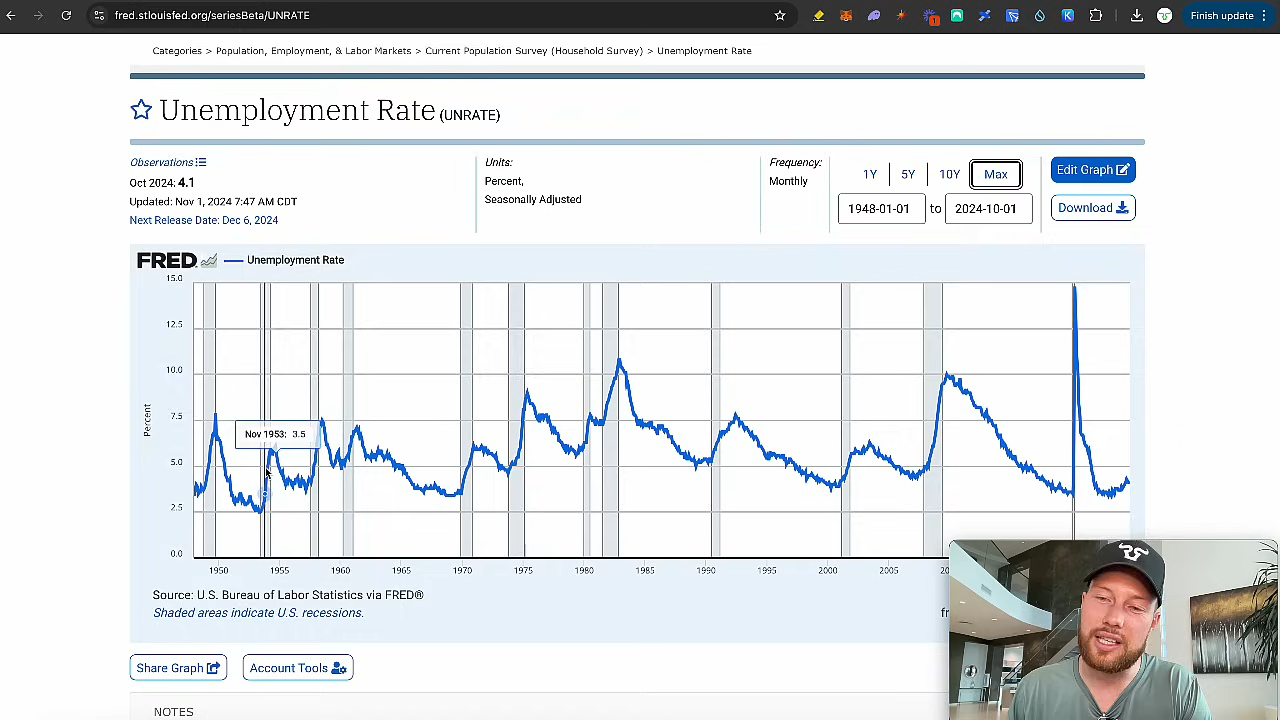 fred.stlouisfed.org/seriesBeta/UNRATE
Finish update
Categories > Population, Employment, & Labor Markets > Current Population Survey (Household Survey) > Unemployment Rate
Unemployment Rate (UNRATE)
Observations
Oct 2024: 4.1
Updated: Nov 1, 2024 7:47 AM CDT
Next Release Date: Dec 6, 2024
Units:
Percent,
Seasonally Adjusted
Frequency:
Monthly
1Y
5Y
10Y
Max
1948-01-01 to 2024-10-01
Edit Graph
Download
FRED
Unemployment Rate
15.0
12.5
10.0
7.5
5.0
2.5
0.0
Percent
Nov 1953: 3.5
1950 1955 1960 1965 1970 1975 1980 1985 1990 1995 2000 2005
Source: U.S. Bureau of Labor Statistics via FRED®
Shaded areas indicate U.S. recessions.
Share Graph
Account Tools
NOTES